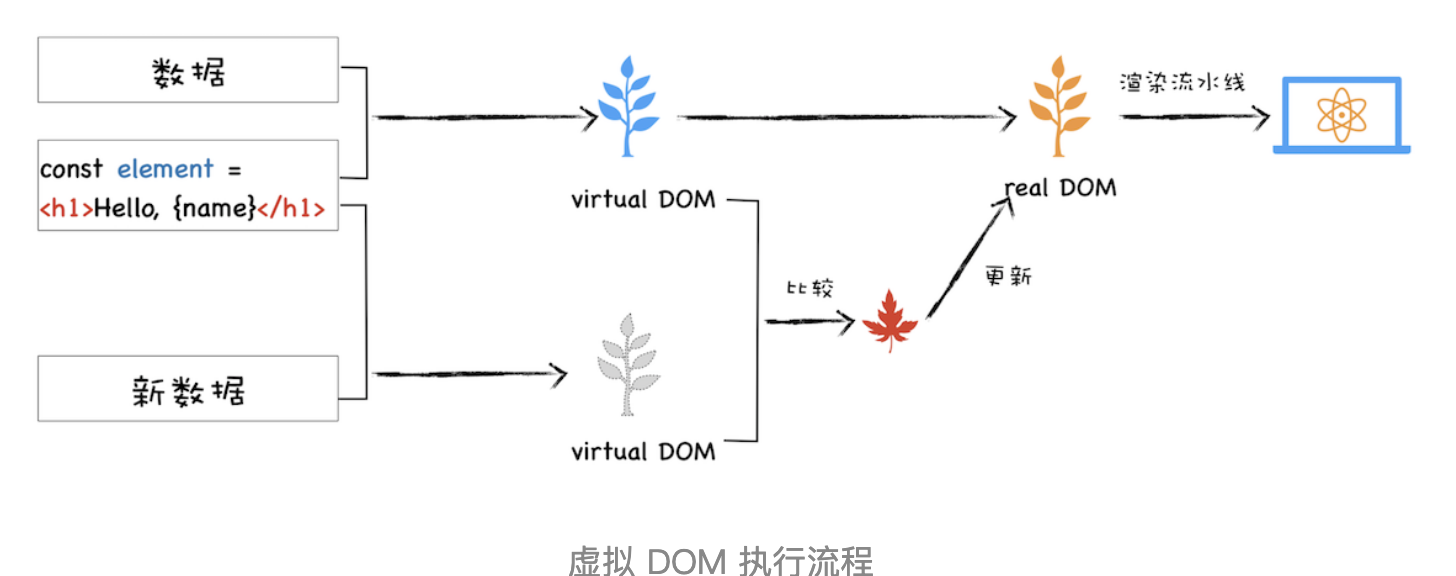 数据
渲染流水线
const element =
<h1>Hello, {name}</h1>
virtual DOM
real DOM
更新
比较
新数据
virtual DOM
虚拟 DOM 执行流程